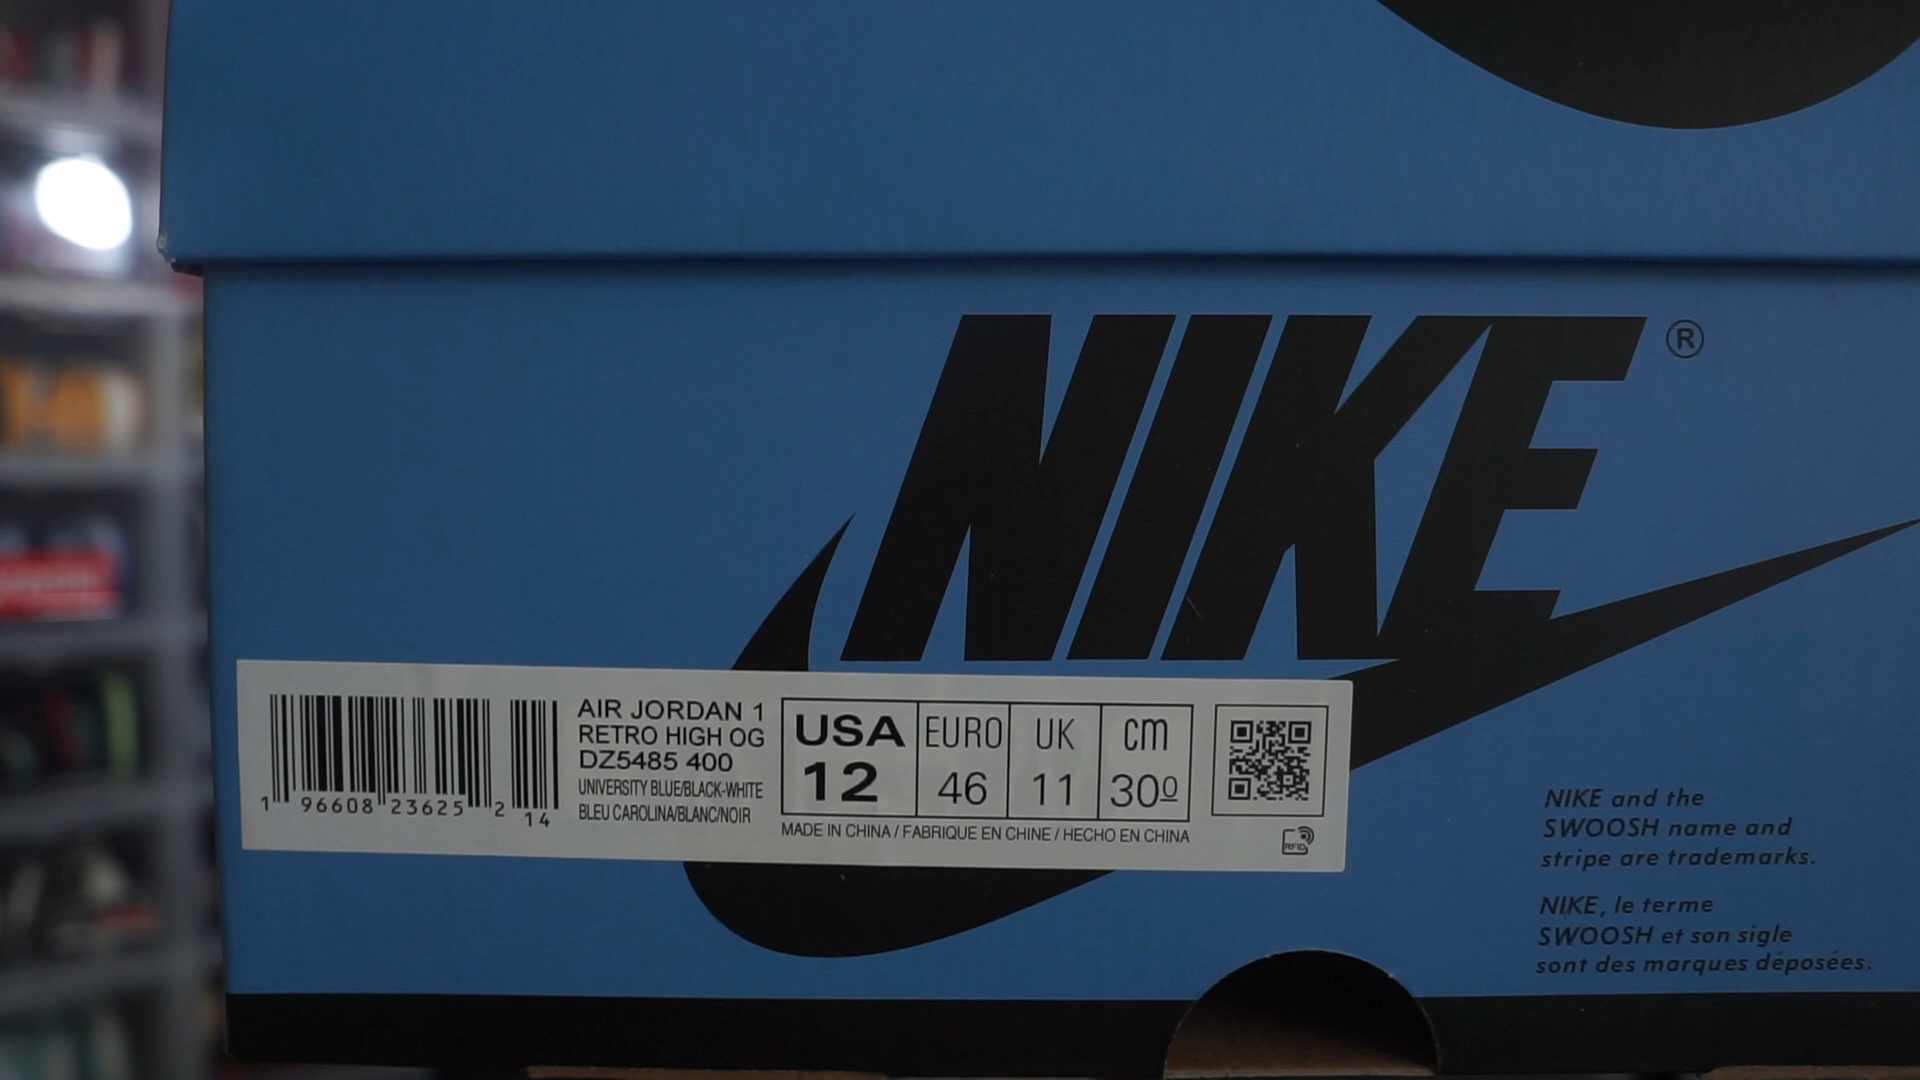 NIKE ®
AIR JORDAN 1
RETRO HIGH OG
DZ5485 400
UNIVERSITY BLUE/BLACK-WHITE
BLEU CAROLINA/BLANC/NOIR
1 96608 23625 2 14
USA EURO UK cm
12 46 11 30⁰
MADE IN CHINA / FABRIQUE EN CHINE / HECHO EN CHINA
RFID
NIKE and the
SWOOSH name and
stripe are trademarks.
NIKE, le terme
SWOOSH et son sigle
sont des marques déposées.